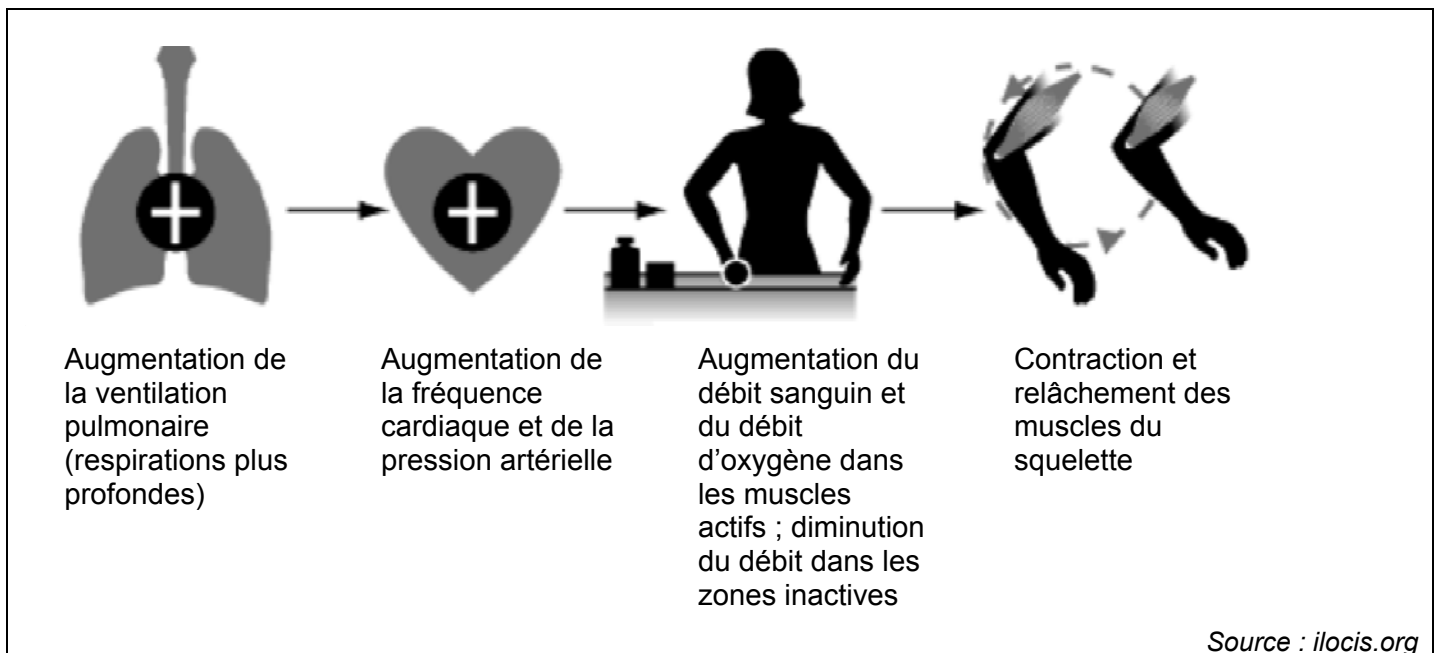 Augmentation de
la ventilation
pulmonaire
(respirations plus
profondes)
Augmentation de
la fréquence
cardiaque et de la
pression artérielle
Augmentation du
débit sanguin et
du débit
d'oxygène dans
les muscles
actifs ; diminution
du débit dans les
zones inactives
Contraction et
relâchement des
muscles du
squelette
Source : ilocis.org